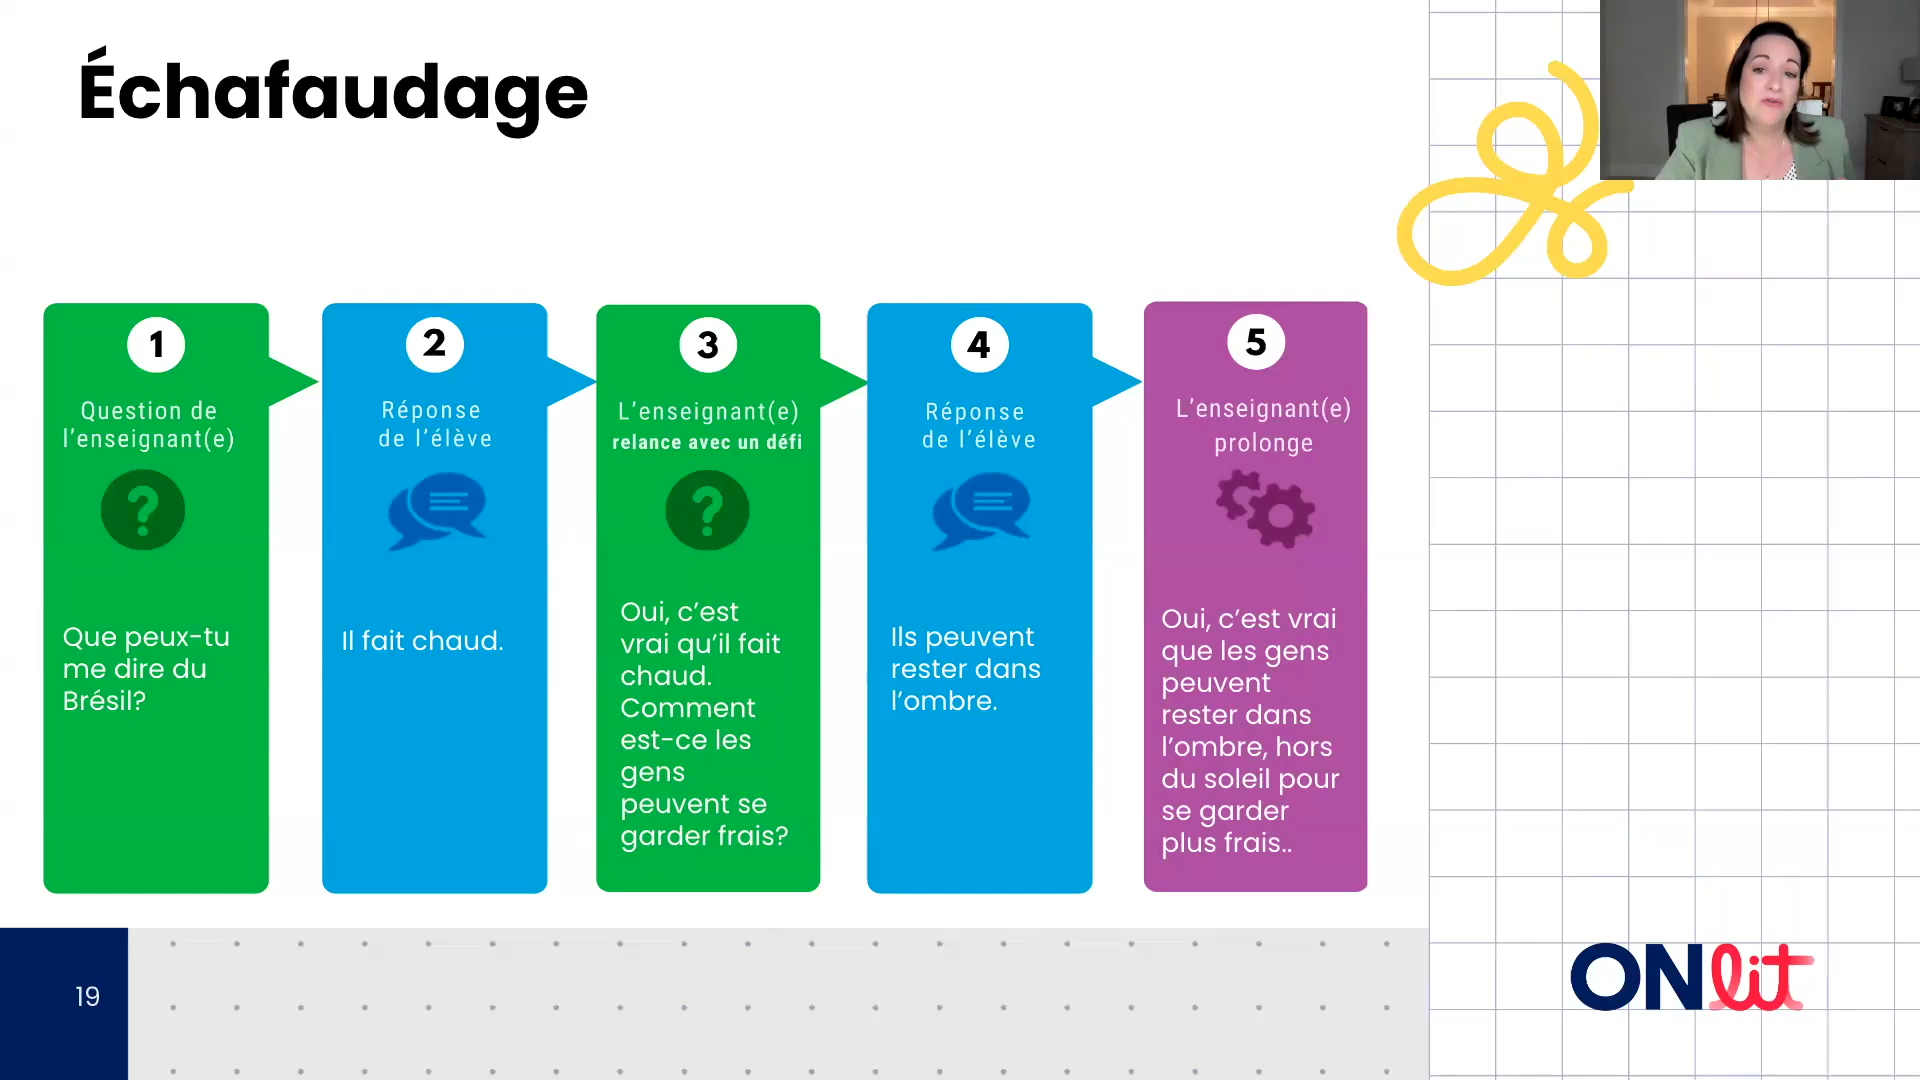 Échafaudage
1
Question de
l’enseignant(e)
Que peux-tu
me dire du
Brésil?
2
Réponse
de l’élève
Il fait chaud.
3
L’enseignant(e)
relance avec un défi
Oui, c’est
vrai qu’il fait
chaud.
Comment
est-ce les
gens
peuvent se
garder frais?
4
Réponse
de l’élève
Ils peuvent
rester dans
l’ombre.
5
L’enseignant(e)
prolonge
Oui, c’est vrai
que les gens
peuvent
rester dans
l’ombre, hors
du soleil pour
se garder
plus frais..
19
ONlit